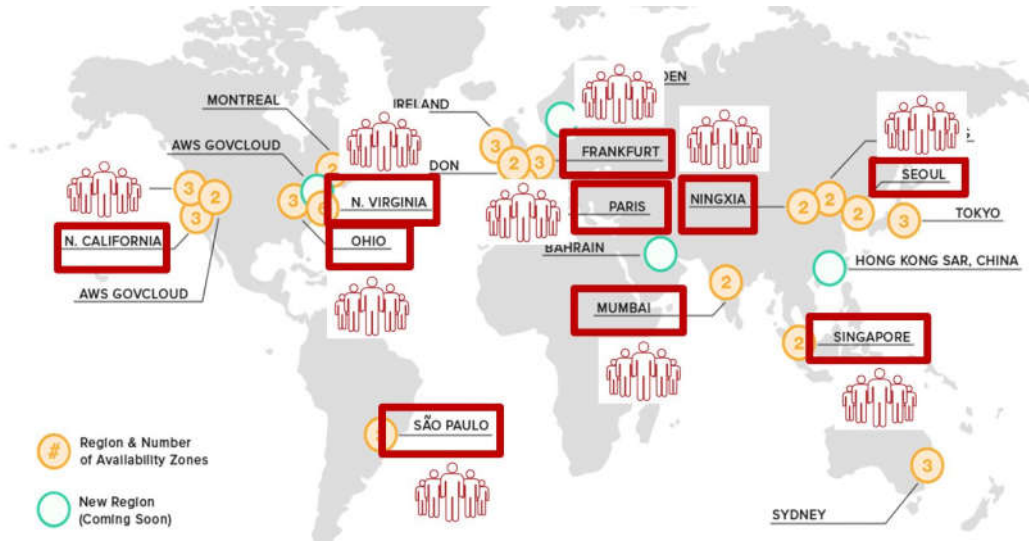 MONTREAL
IRELAND
DEN
AWS GOVCLOUD
DON
FRANKFURT
SEOUL
3
2
3
2
3
2
3
3
N. VIRGINIA
PARIS
NINGXIA
2
2
2
3
TOKYO
N. CALIFORNIA
OHIO
BAHRAIN
HONG KONG SAR, CHINA
AWS GOVCLOUD
MUMBAI
2
2
SINGAPORE
SÃO PAULO
#
Region & Number
of Availability Zones
3
New Region
(Coming Soon)
SYDNEY